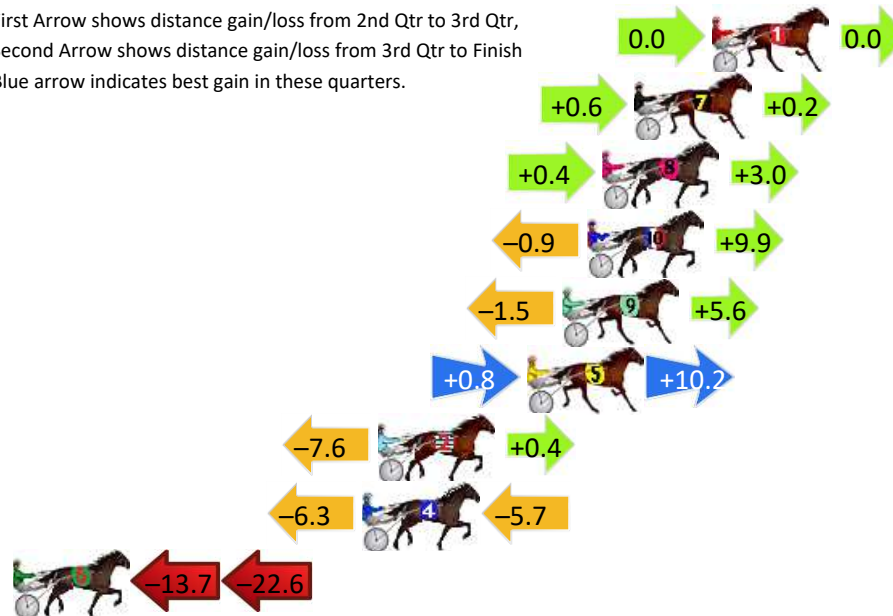 irst Arrow shows distance gain/loss from 2nd Qtr to 3rd Qtr,
econd Arrow shows distance gain/loss from 3rd Qtr to Finish
Blue arrow indicates best gain in these quarters.
0.0 1 0.0
+0.6 7 +0.2
+0.4 8 +3.0
−0.9 10 +9.9
−1.5 9 +5.6
+0.8 5 +10.2
−7.6 2 +0.4
−6.3 4 −5.7
−13.7 −22.6